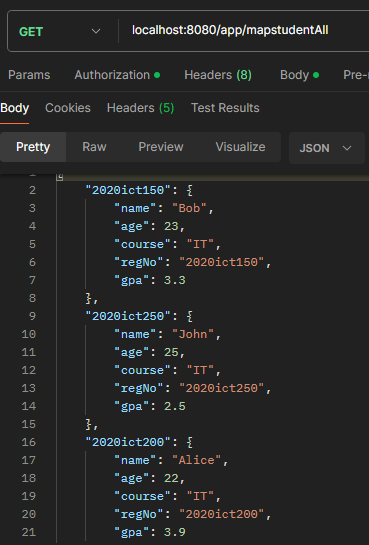 GET localhost:8080/app/mapstudentAll
Params Authorization Headers (8) Body Pre-r
Body Cookies Headers (5) Test Results
Pretty Raw Preview Visualize JSON
1 {
2 "2020ict150": {
3 "name": "Bob",
4 "age": 23,
5 "course": "IT",
6 "regNo": "2020ict150",
7 "gpa": 3.3
8 },
9 "2020ict250": {
10 "name": "John",
11 "age": 25,
12 "course": "IT",
13 "regNo": "2020ict250",
14 "gpa": 2.5
15 },
16 "2020ict200": {
17 "name": "Alice",
18 "age": 22,
19 "course": "IT",
20 "regNo": "2020ict200",
21 "gpa": 3.9